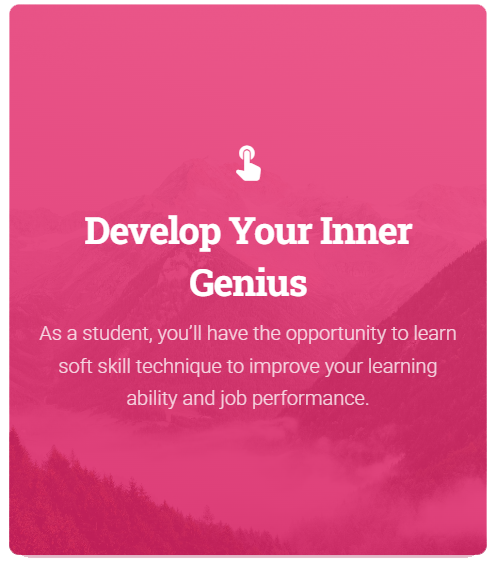 Develop Your Inner
Genius
As a student, you’ll have the opportunity to learn
soft skill technique to improve your learning
ability and job performance.